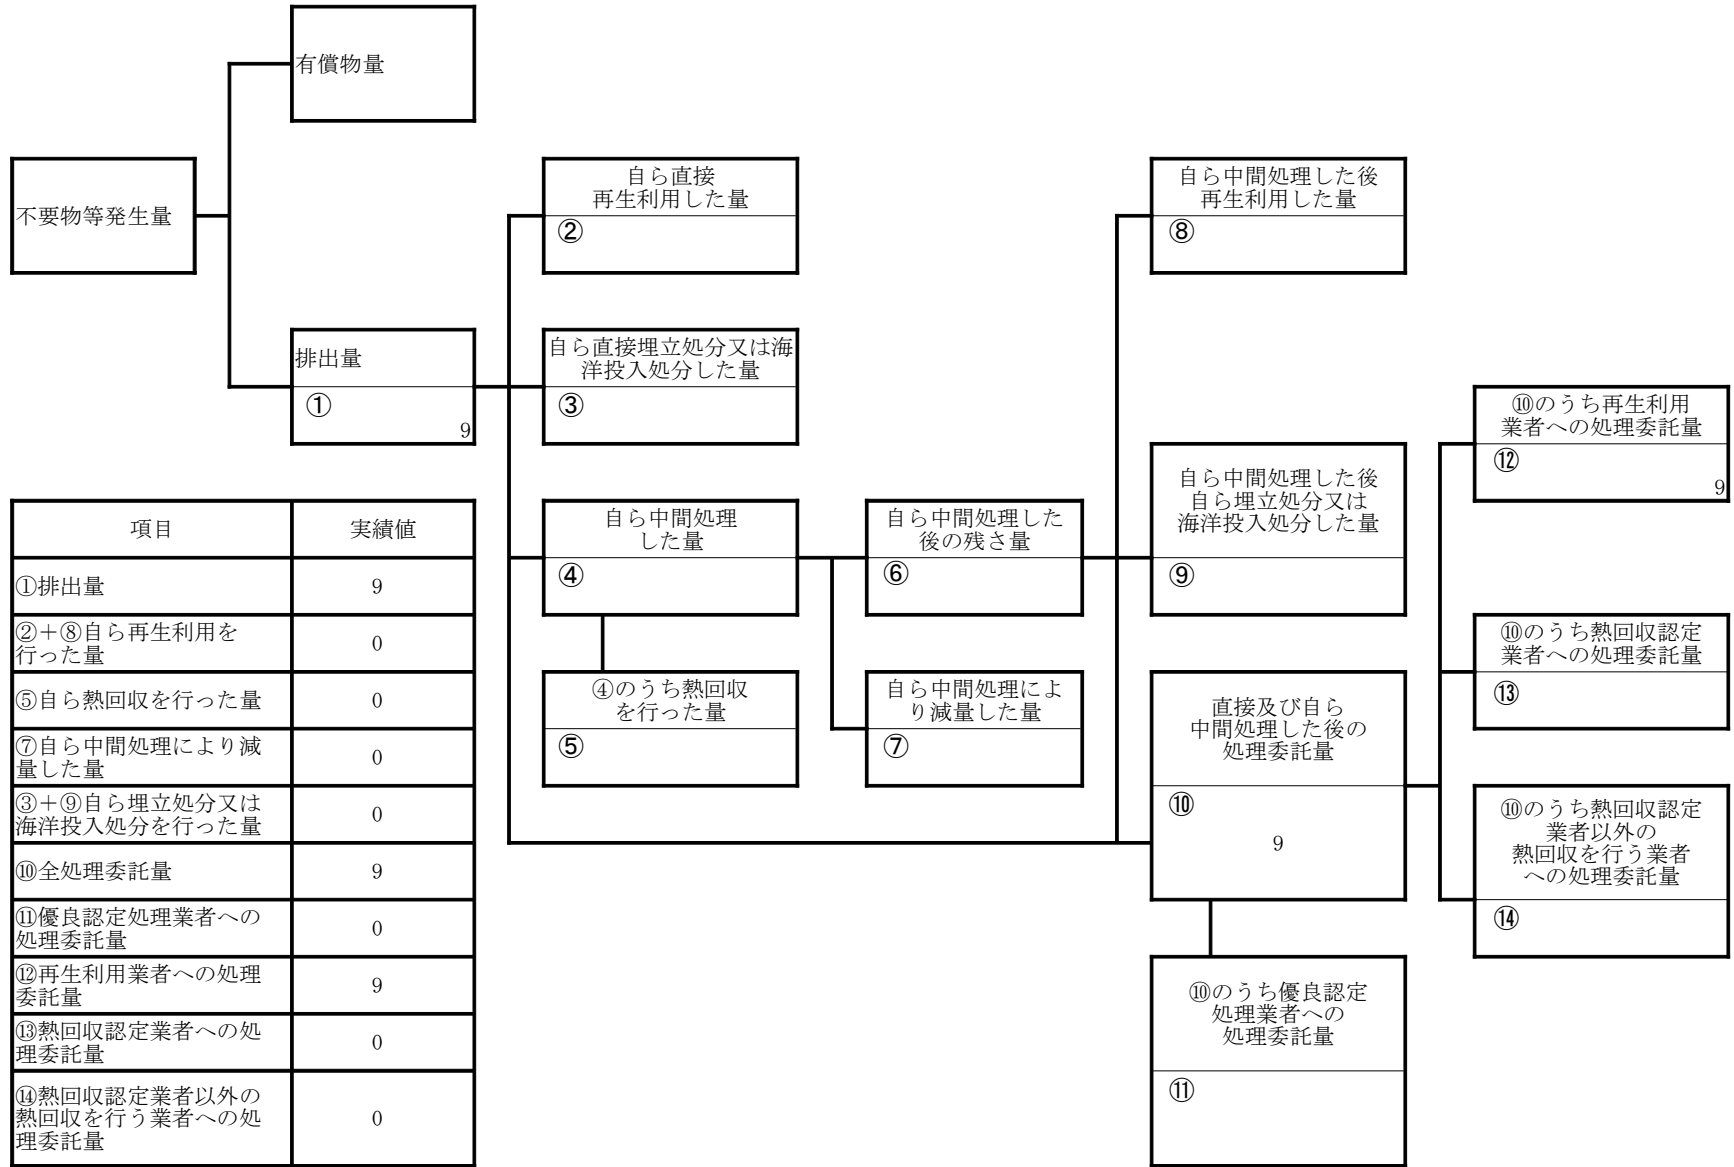 有償物量
不要物等発生量
排出量
①
9
自ら直接
再生利用した量
②
自ら直接埋立処分又は海
洋投入処分した量
③
自ら中間処理
した量
④
④のうち熱回収
を行った量
⑤
自ら中間処理した
後の残さ量
⑥
自ら中間処理によ
り減量した量
⑦
自ら中間処理した後
再生利用した量
⑧
自ら中間処理した後
自ら埋立処分又は
海洋投入処分した量
⑨
直接及び自ら
中間処理した後の
処理委託量
⑩
9
⑩のうち優良認定
処理業者への
処理委託量
⑪
⑩のうち再生利用
業者への処理委託量
⑫
9
⑩のうち熱回収認定
業者への処理委託量
⑬
⑩のうち熱回収認定
業者以外の
熱回収を行う業者
への処理委託量
⑭
項目 実績値
①排出量 9
②+⑧自ら再生利用を
行った量 0
⑤自ら熱回収を行った量 0
⑦自ら中間処理により減
量した量 0
③+⑨自ら埋立処分又は
海洋投入処分を行った量 0
⑩全処理委託量 9
⑪優良認定処理業者への
処理委託量 0
⑫再生利用業者への処理
委託量 9
⑬熱回収認定業者への処
理委託量 0
⑭熱回収認定業者以外の
熱回収を行う業者への処
理委託量 0